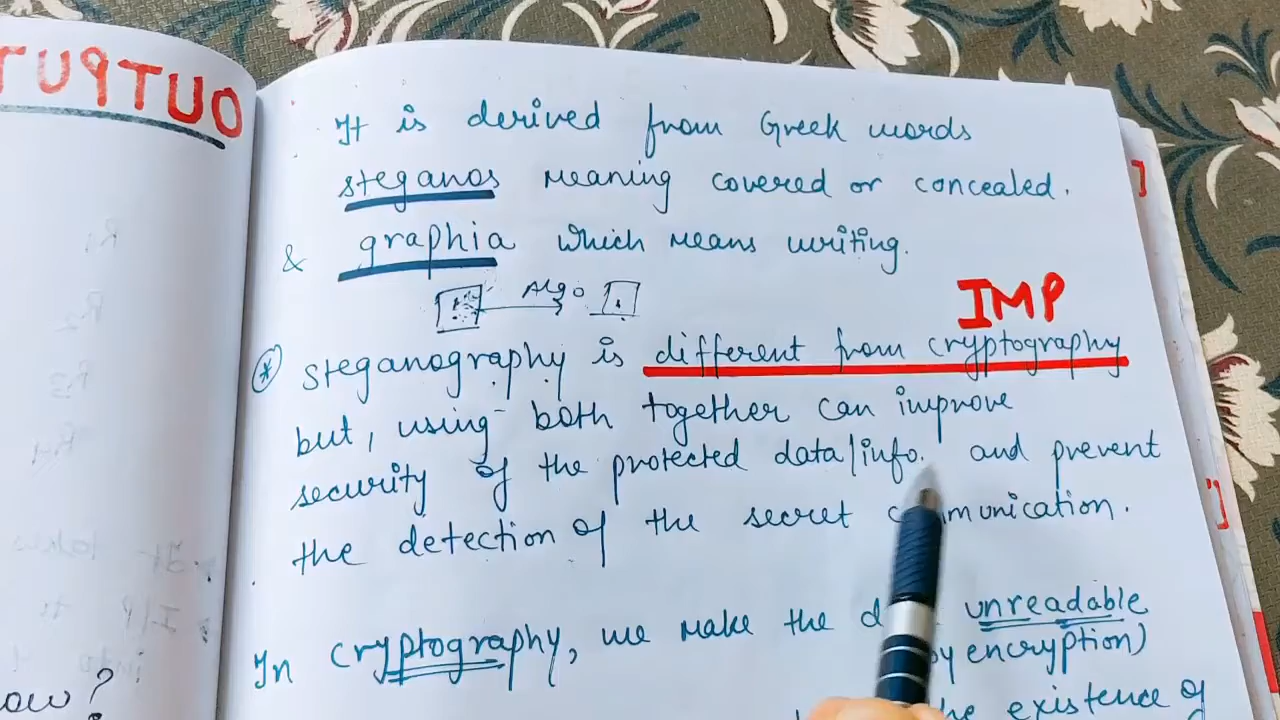 OUTPUT
It is derived from Greek words
steganos meaning covered or concealed.
& graphia which means writing.
Algo
IMP
* Steganography is different from cryptography
but, using both together can improve
security of the protected data/info. and prevent
the detection of the secret communication.
In cryptography, we make the unreadable
by encryption)
the existence of